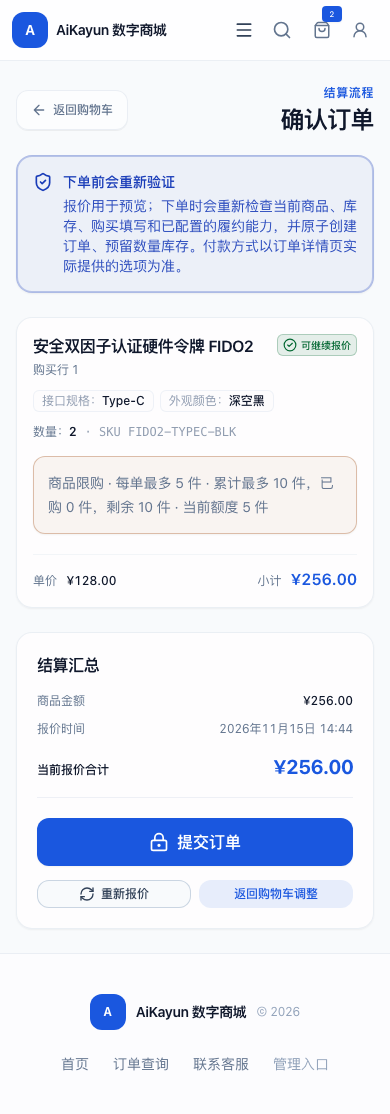 A AiKayun 数字商城 2
返回购物车
结算流程
确认订单
下单前会重新验证
报价用于预览；下单时会重新检查当前商品、库
存、购买填写和已配置的履约能力，并原子创建
订单、预留数量库存。付款方式以订单详情页实
际提供的选项为准。
安全双因子认证硬件令牌 FIDO2 可继续报价
购买行 1
接口规格： Type-C 外观颜色： 深空黑
数量： 2 · SKU FIDO2-TYPEC-BLK
商品限购 · 每单最多 5 件 · 累计最多 10 件，已
购 0 件，剩余 10 件 · 当前额度 5 件
单价 ¥128.00 小计 ¥256.00
结算汇总
商品金额 ¥256.00
报价时间 2026年11月15日 14:44
当前报价合计 ¥256.00
提交订单
重新报价 返回购物车调整
A AiKayun 数字商城 © 2026
首页 订单查询 联系客服 管理入口